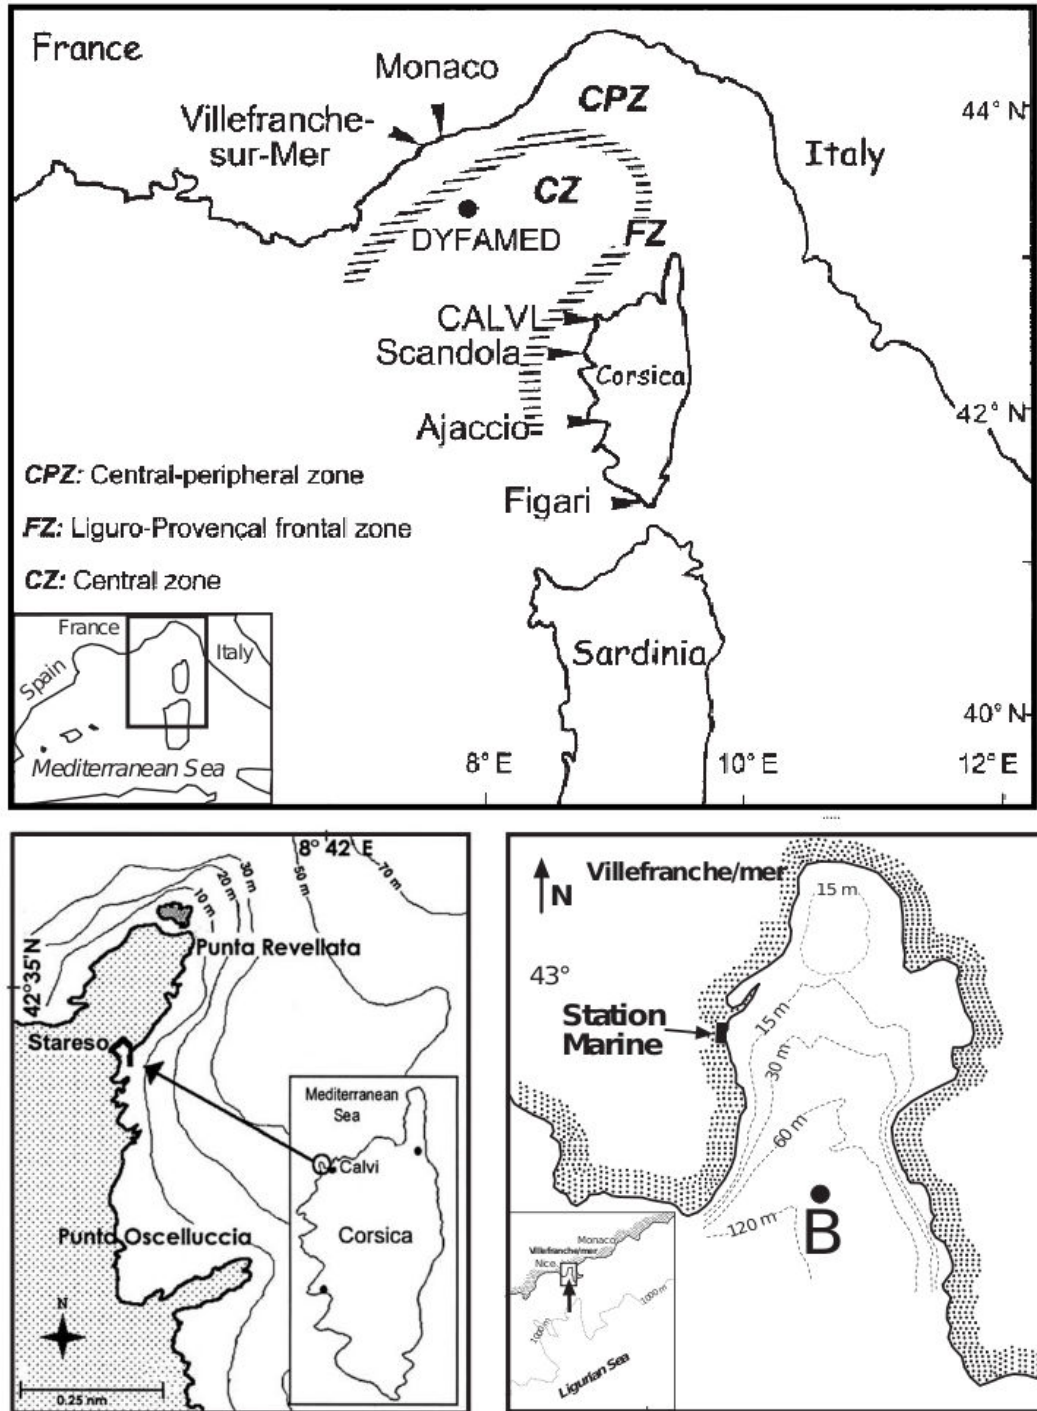 France
Monaco
CPZ
44° N
Villefranche-
sur-Mer
Italy
CZ
DYFAMED
FZ
CALVI
Scandola
Corsica
42° N
Ajaccio
CPZ: Central-peripheral zone
Figari
FZ: Liguro-Provençal frontal zone
CZ: Central zone
France
Italy
Spain
Sardinia
40° N
Mediterranean Sea
8° E
10° E
12° E
8° 42' E
30 m
20 m
10 m
50 m
70 m
Punta Revellata
42°35'N
Stareso
Mediterranean
Sea
Calvi
Corsica
Punta Oscelluccia
N
0.25 nm
N
Villefranche/mer
15 m
43°
Station
Marine
15 m
30 m
60 m
120 m
B
Monaco
Villefranche/mer
Nice
1000 m
1000 m
Ligurian Sea